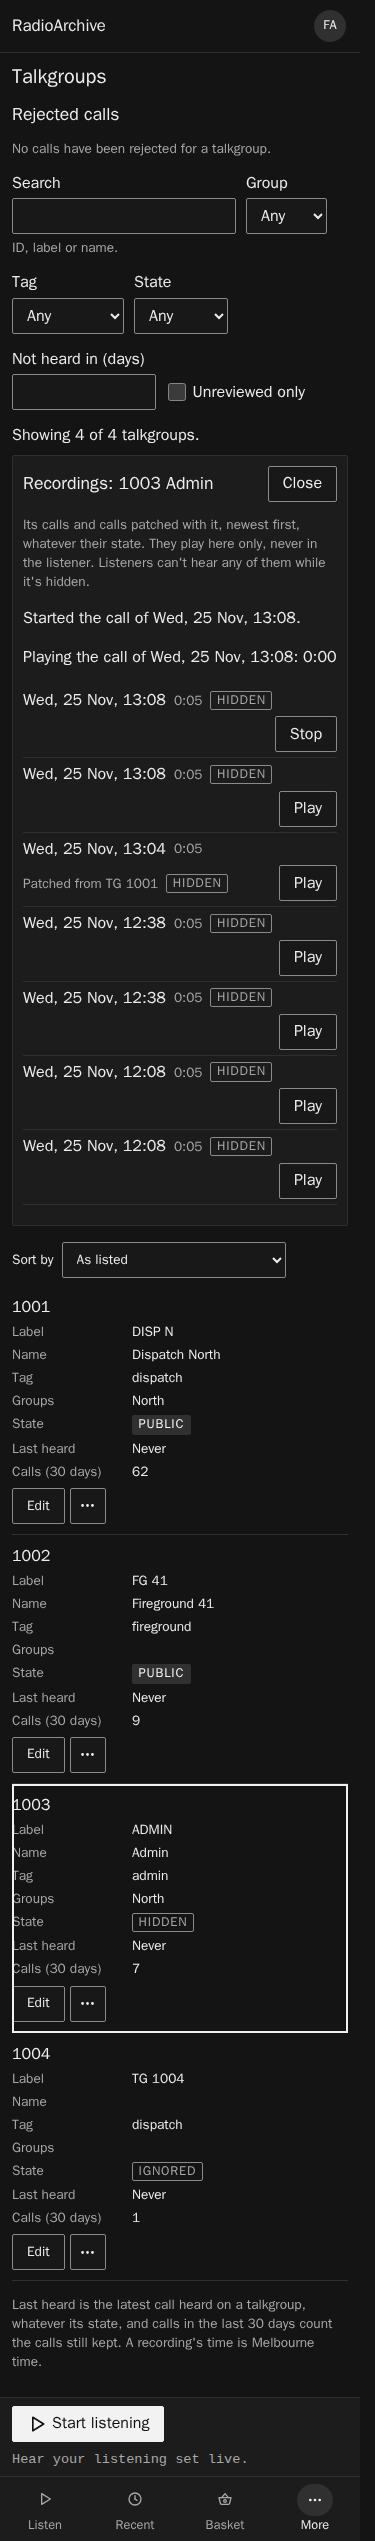 RadioArchive
FA
Talkgroups
Rejected calls
No calls have been rejected for a talkgroup.
Search
Group
Any
ID, label or name.
Tag
State
Any
Any
Not heard in (days)
Unreviewed only
Showing 4 of 4 talkgroups.
Recordings: 1003 Admin
Close
Its calls and calls patched with it, newest first,
whatever their state. They play here only, never in
the listener. Listeners can't hear any of them while
it's hidden.
Started the call of Wed, 25 Nov, 13:08.
Playing the call of Wed, 25 Nov, 13:08: 0:00
Wed, 25 Nov, 13:08 0:05 HIDDEN
Stop
Wed, 25 Nov, 13:08 0:05 HIDDEN
Play
Wed, 25 Nov, 13:04 0:05
Patched from TG 1001 HIDDEN
Play
Wed, 25 Nov, 12:38 0:05 HIDDEN
Play
Wed, 25 Nov, 12:38 0:05 HIDDEN
Play
Wed, 25 Nov, 12:08 0:05 HIDDEN
Play
Wed, 25 Nov, 12:08 0:05 HIDDEN
Play
Sort by As listed
1001
Label DISP N
Name Dispatch North
Tag dispatch
Groups North
State PUBLIC
Last heard Never
Calls (30 days) 62
Edit ···
1002
Label FG 41
Name Fireground 41
Tag fireground
Groups
State PUBLIC
Last heard Never
Calls (30 days) 9
Edit ···
1003
Label ADMIN
Name Admin
Tag admin
Groups North
State HIDDEN
Last heard Never
Calls (30 days) 7
Edit ···
1004
Label TG 1004
Name
Tag dispatch
Groups
State IGNORED
Last heard Never
Calls (30 days) 1
Edit ···
Last heard is the latest call heard on a talkgroup,
whatever its state, and calls in the last 30 days count
the calls still kept. A recording's time is Melbourne
time.
Start listening
Hear your listening set live.
Listen
Recent
Basket
More